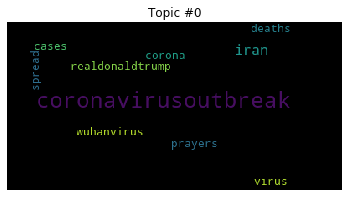 Topic #0
deaths
cases
iran
corona
spread
realdonaldtrump
coronavirusoutbreak
wuhanvirus
prayers
virus